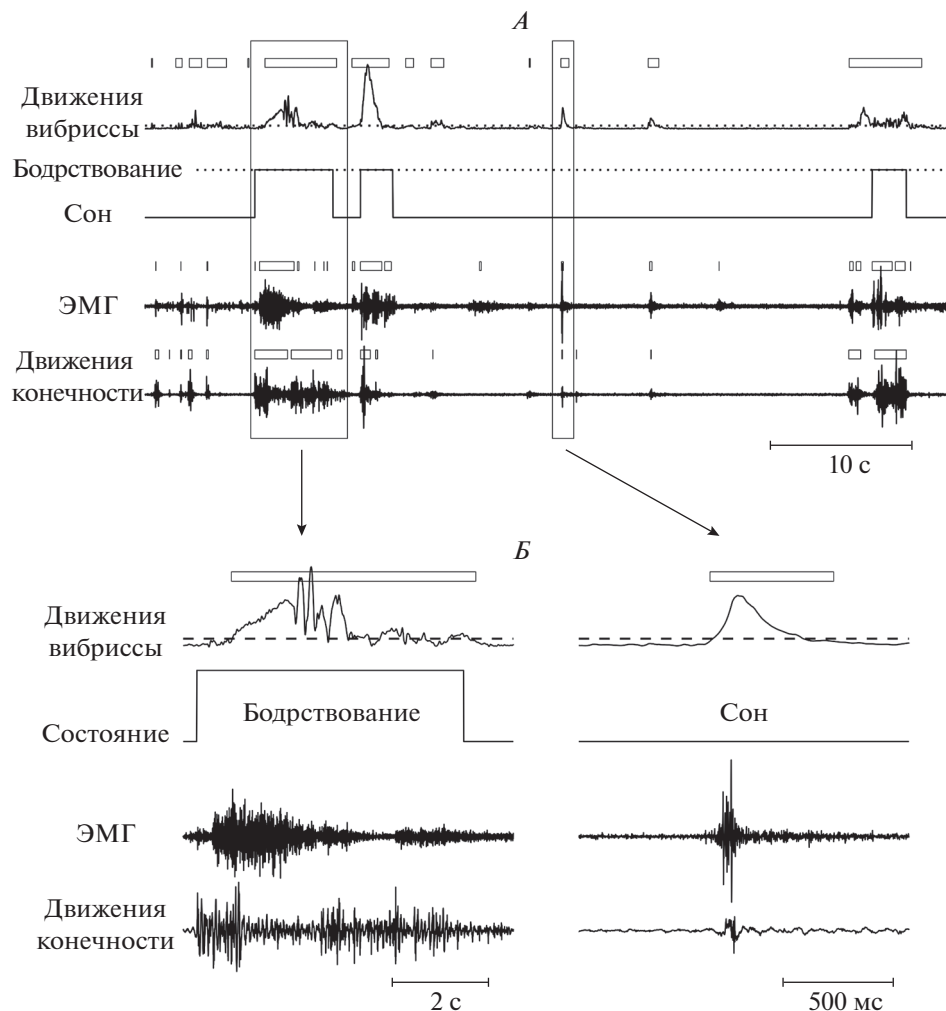 А
Движения
вибриссы
Бодрствование
Сон
ЭМГ
Движения
конечности
10 с
Б
Движения
вибриссы
Состояние
Бодрствование
Сон
ЭМГ
Движения
конечности
2 с
500 мс